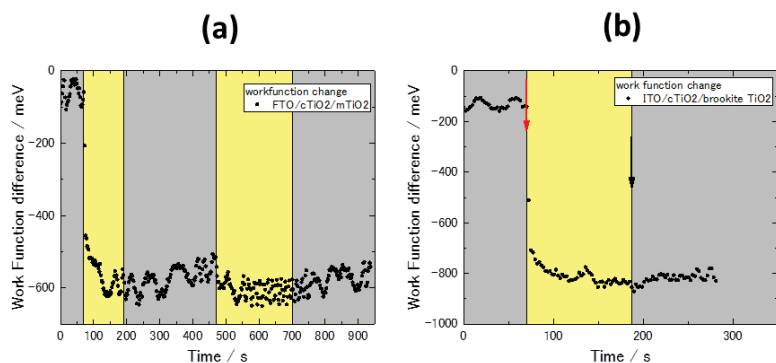 (a)
(b)
workfunction change
FTO/cTiO2/mTiO2
Work Function difference / meV
0
−200
−400
−600
0 100 200 300 400 500 600 700 800 900
Time / s
work function change
ITO/cTiO2/brookite TiO2
Work Function difference / meV
0
−200
−400
−600
−800
−1000
0 100 200 300
Time / s